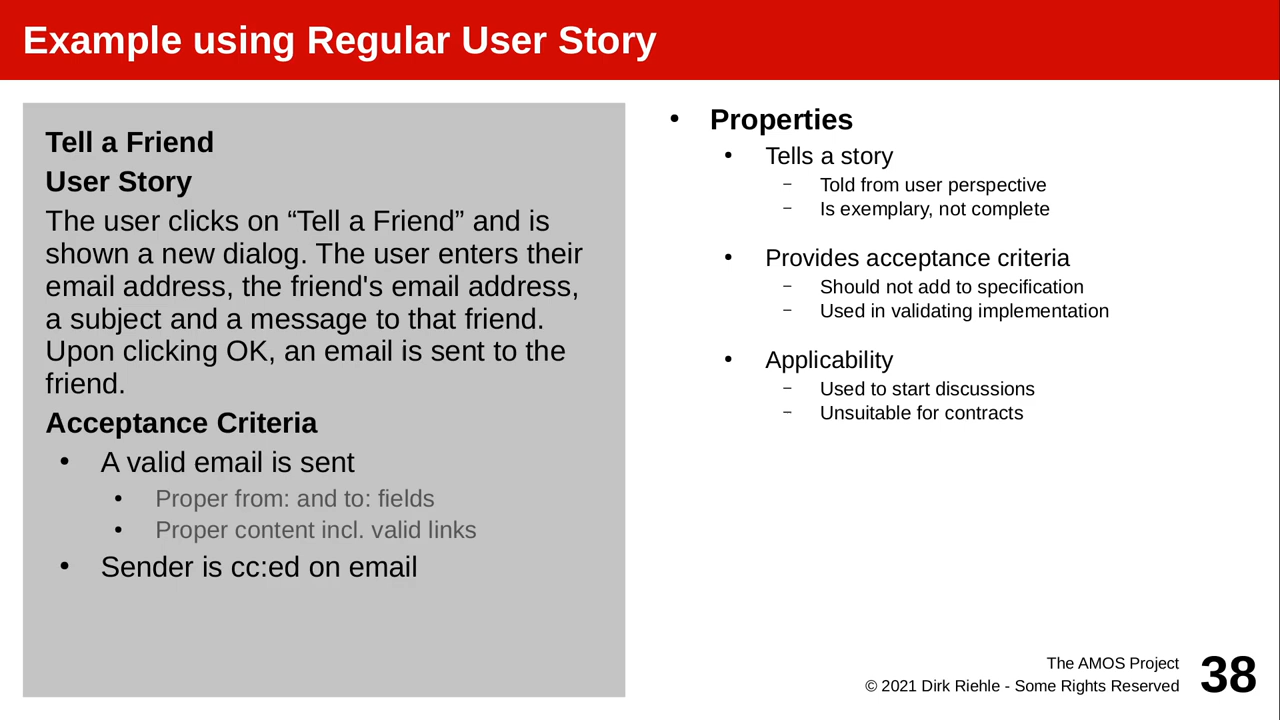 Example using Regular User Story
Tell a Friend
User Story
The user clicks on “Tell a Friend” and is
shown a new dialog. The user enters their
email address, the friend's email address,
a subject and a message to that friend.
Upon clicking OK, an email is sent to the
friend.
Acceptance Criteria
• A valid email is sent
• Proper from: and to: fields
• Proper content incl. valid links
• Sender is cc:ed on email
• Properties
• Tells a story
– Told from user perspective
– Is exemplary, not complete
• Provides acceptance criteria
– Should not add to specification
– Used in validating implementation
• Applicability
– Used to start discussions
– Unsuitable for contracts
The AMOS Project
© 2021 Dirk Riehle - Some Rights Reserved
38